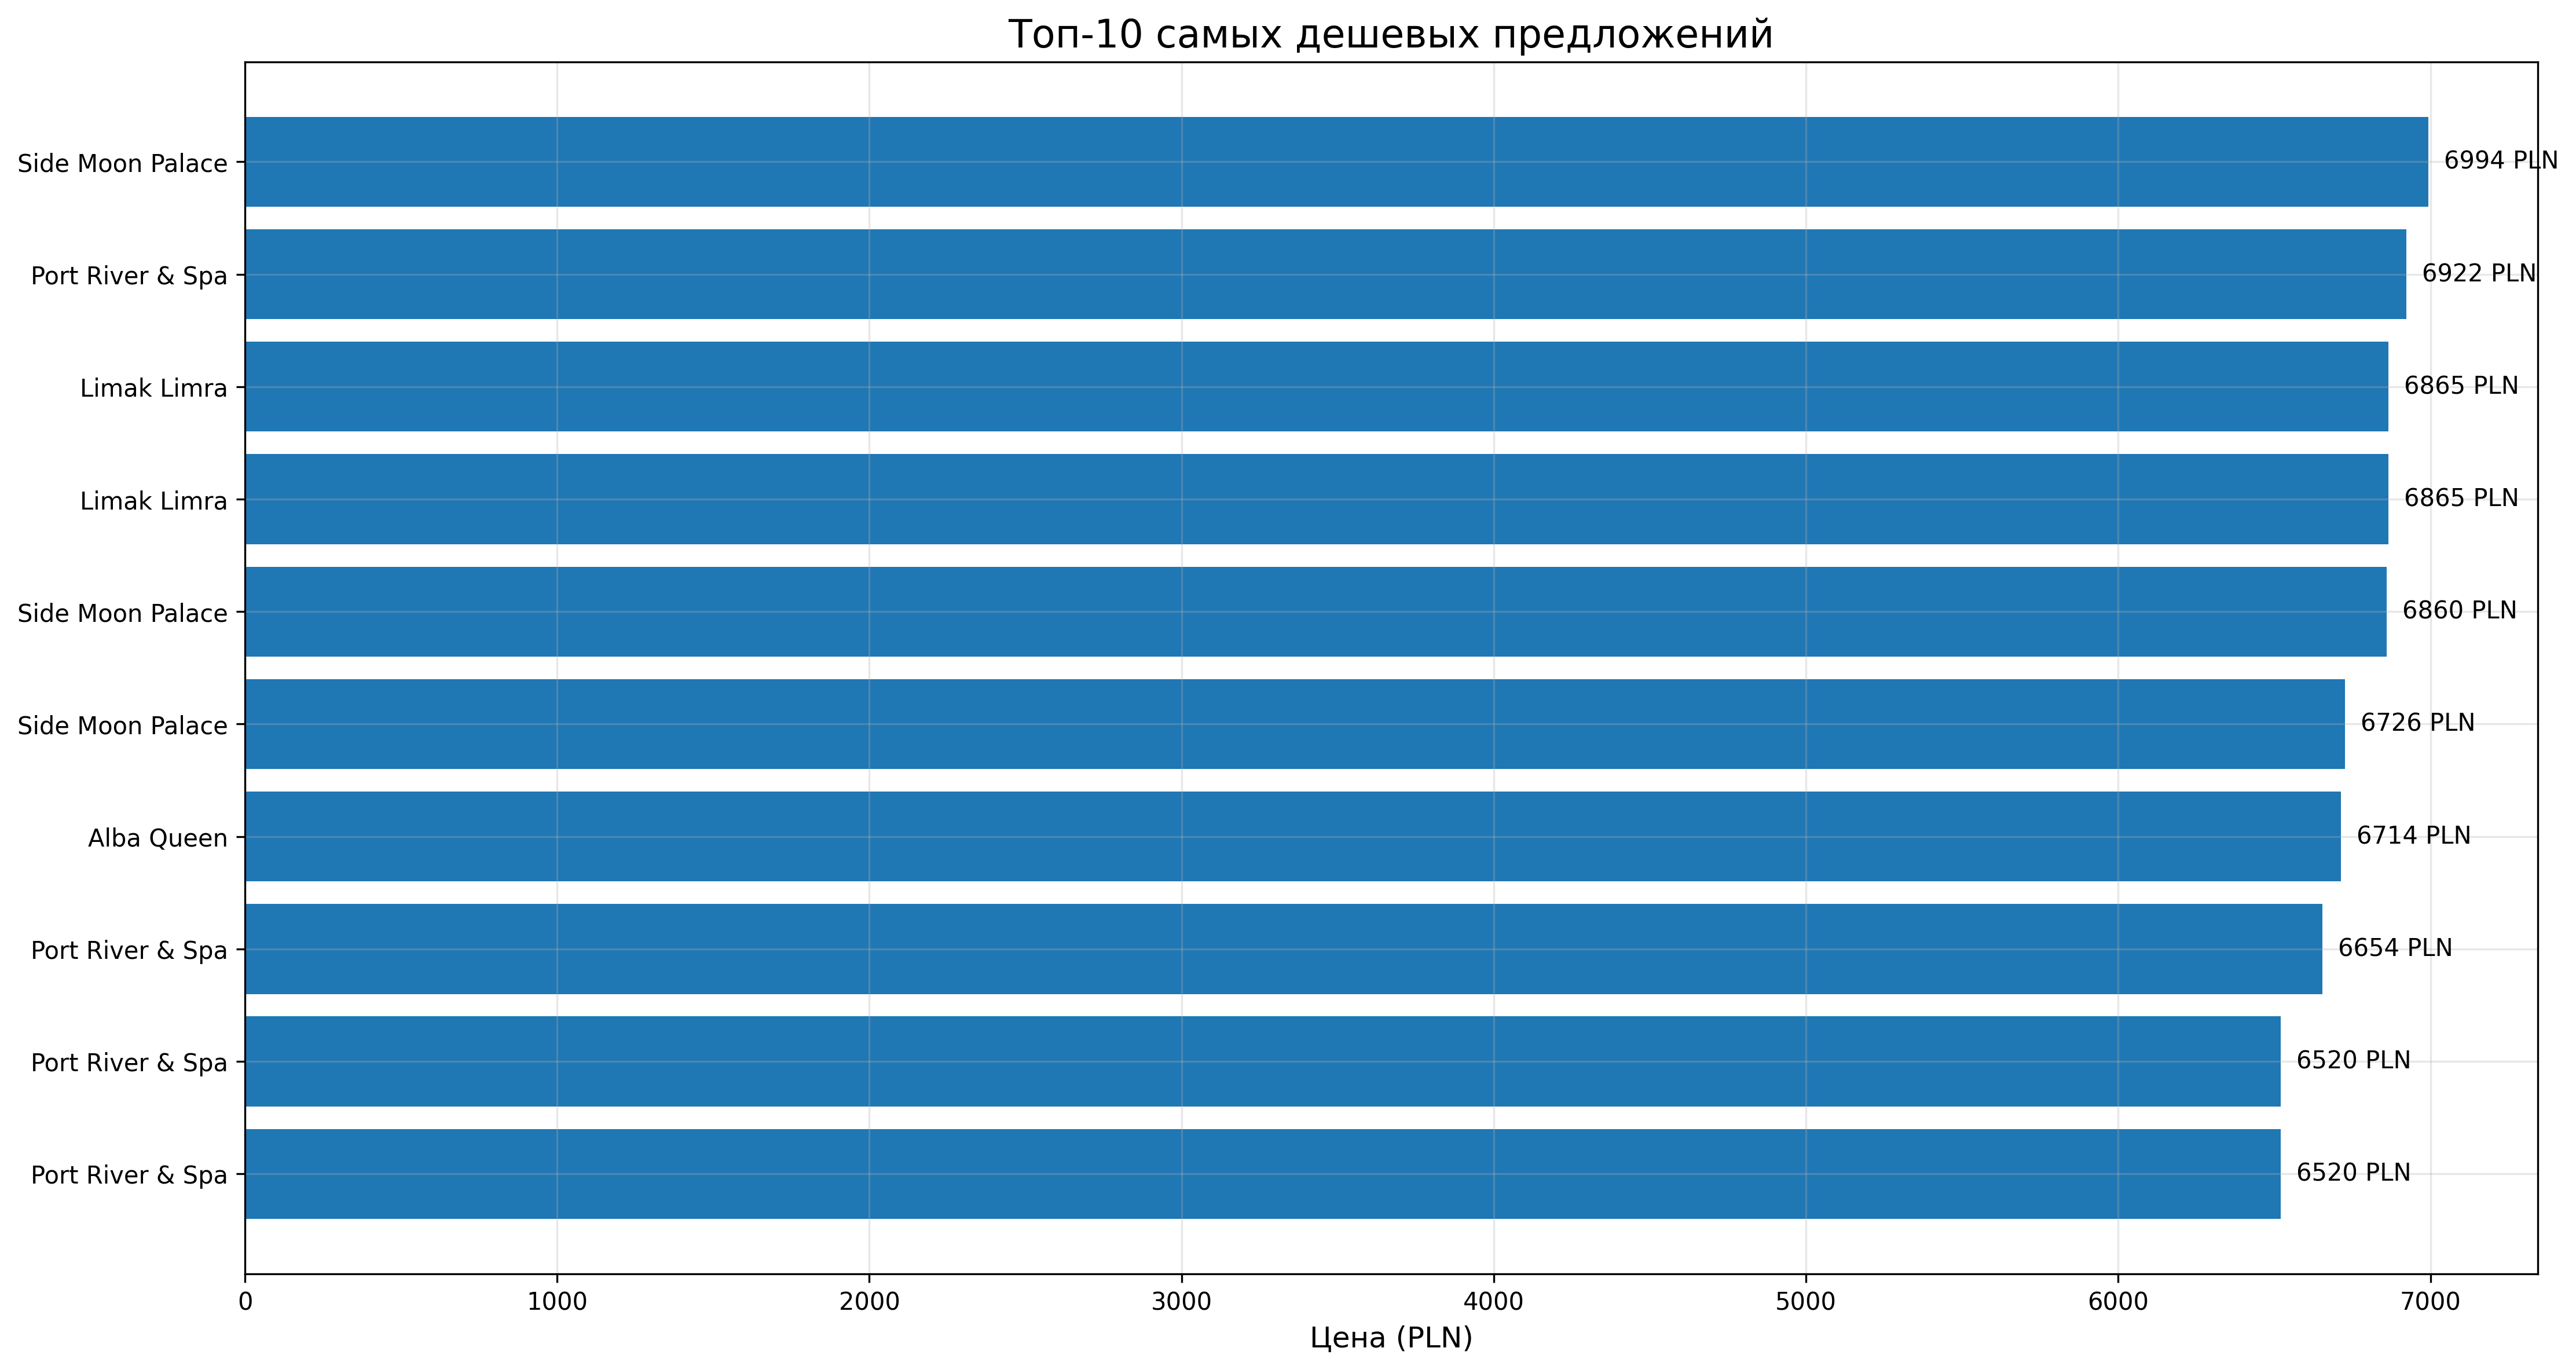 Топ-10 самых дешевых предложений
Side Moon Palace 6994 PLN
Port River & Spa 6922 PLN
Limak Limra 6865 PLN
Limak Limra 6865 PLN
Side Moon Palace 6860 PLN
Side Moon Palace 6726 PLN
Alba Queen 6714 PLN
Port River & Spa 6654 PLN
Port River & Spa 6520 PLN
Port River & Spa 6520 PLN
0 1000 2000 3000 4000 5000 6000 7000
Цена (PLN)